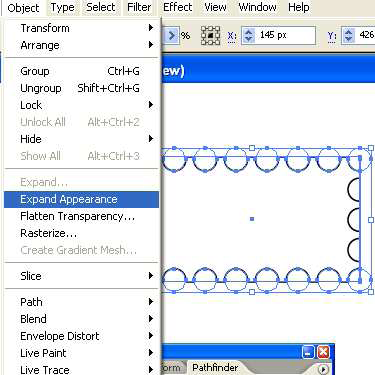 Object Type Select Filter Effect View Window Help
Transform
Arrange
% X: 145 px Y: 426
Group Ctrl+G
Ungroup Shift+Ctrl+G
Lock
Unlock All Alt+Ctrl+2
Hide
Show All Alt+Ctrl+3
Expand...
Expand Appearance
Flatten Transparency...
Rasterize...
Create Gradient Mesh...
Slice
Path
Blend
Envelope Distort
Live Paint
Live Trace
ew)
form Pathfinder